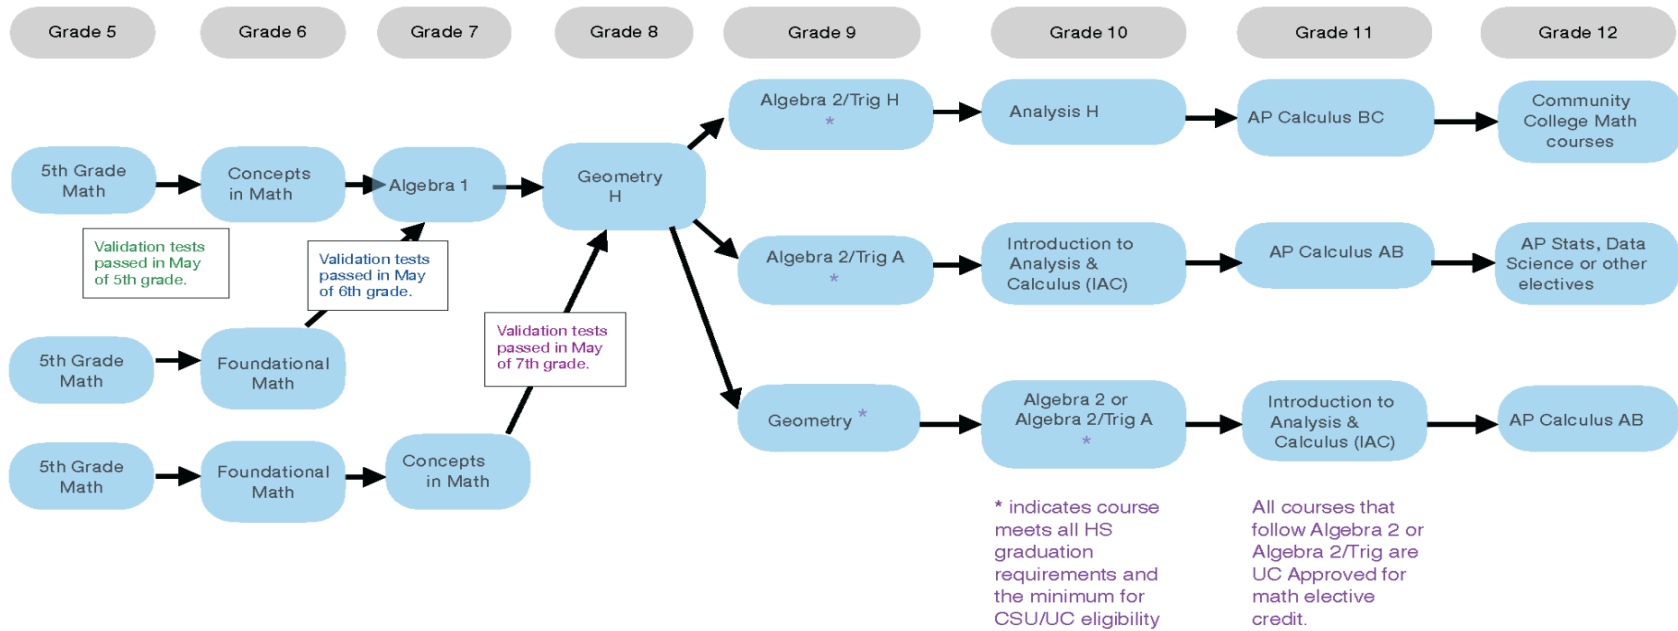 Grade 5
Grade 6
Grade 7
Grade 8
Grade 9
Grade 10
Grade 11
Grade 12
Algebra 2/Trig H
*
Analysis H
AP Calculus BC
Community
College Math
courses
5th Grade
Math
Concepts
in Math
Algebra 1
Geometry
H
Validation tests
passed in May
of 5th grade.
Validation tests
passed in May
of 6th grade.
Algebra 2/Trig A
*
Introduction to
Analysis &
Calculus (IAC)
AP Calculus AB
AP Stats, Data
Science or other
electives
5th Grade
Math
Foundational
Math
Validation tests
passed in May
of 7th grade.
Geometry *
Algebra 2 or
Algebra 2/Trig A
*
Introduction to
Analysis &
Calculus (IAC)
AP Calculus AB
5th Grade
Math
Foundational
Math
Concepts
in Math
* indicates course
meets all HS
graduation
requirements and
the minimum for
CSU/UC eligibility
All courses that
follow Algebra 2 or
Algebra 2/Trig are
UC Approved for
math elective
credit.